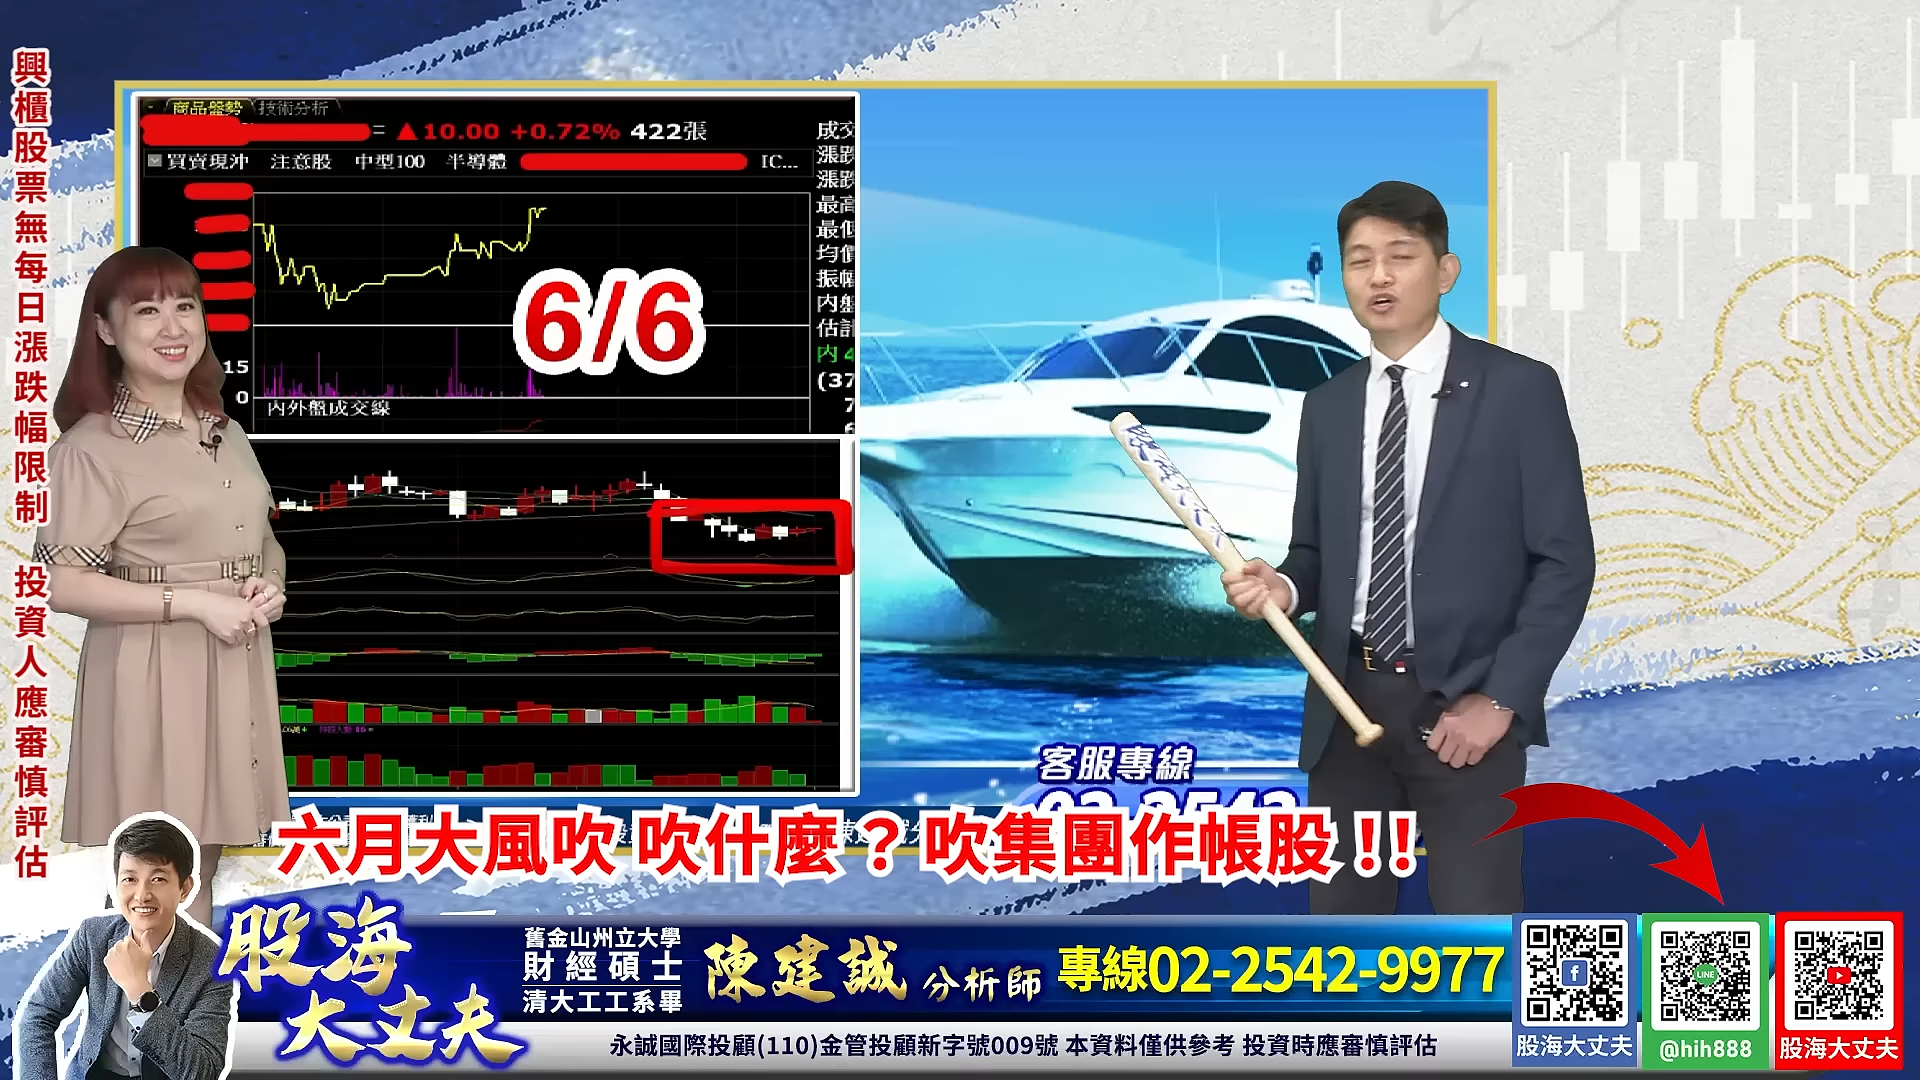 興櫃股票無每日漲跌幅限制 投資人應審慎評估
商品盤勢 技術分析
= ▲10.00 +0.72% 422張
買賣現沖 注意股 中型100 半導體 IC...
成交
漲跌
漲跌
最高
最低
均價
振幅
內盤
估計
內 4
(37
7
6
15
0
內外盤成交線
6/6
客服專線
02-2542
六月大風吹 吹什麼？吹集團作帳股!!
股海大丈夫
舊金山州立大學
財經碩士
清大工工系畢
陳建誠 分析師
專線02-2542-9977
永誠國際投顧(110)金管投顧新字號009號 本資料僅供參考 投資時應審慎評估
股海大丈夫
LINE
@hih888
股海大丈夫